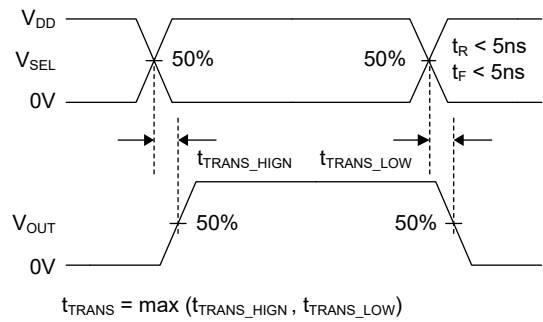 VDD
VSEL 50% 50% tR < 5ns
tF < 5ns
0V
tTRANS_HIGN tTRANS_LOW
VOUT 50% 50%
0V
tTRANS = max (tTRANS_HIGN , tTRANS_LOW)